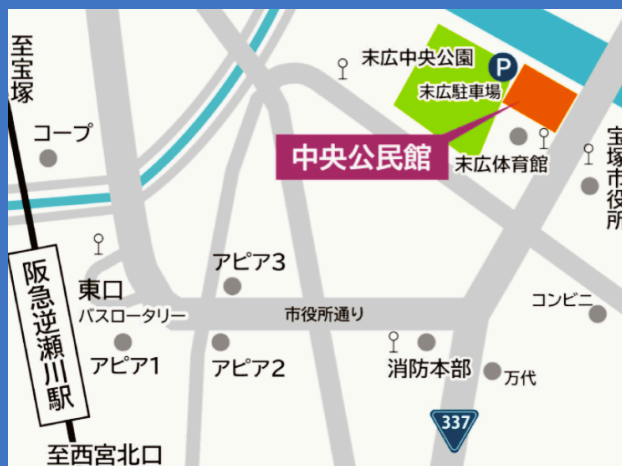 至宝塚
コープ
末広中央公園
P
末広駐車場
中央公民館
末広体育館
宝塚市役所
阪急逆瀬川駅
東口
バスロータリー
アピア3
市役所通り
コンビニ
アピア1
アピア2
消防本部
万代
337
至西宮北口